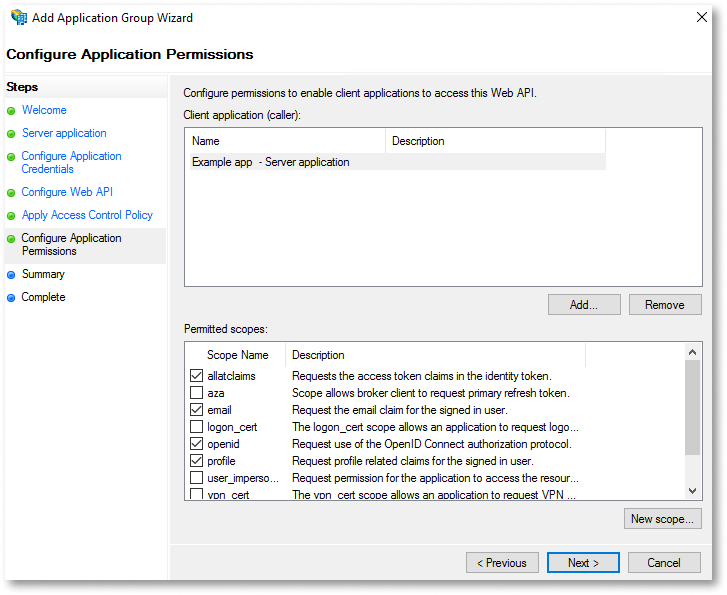 Add Application Group Wizard
Configure Application Permissions
Steps
Welcome
Server application
Configure Application
Credentials
Configure Web API
Apply Access Control Policy
Configure Application
Permissions
Summary
Complete
Configure permissions to enable client applications to access this Web API.
Client application (caller):
Name Description
Example app - Server application
Add... Remove
Permitted scopes:
Scope Name Description
allatclaims Requests the access token claims in the identity token.
aza Scope allows broker client to request primary refresh token.
email Request the email claim for the signed in user.
logon_cert The logon_cert scope allows an application to request logo...
openid Request use of the OpenID Connect authorization protocol.
profile Request profile related claims for the signed in user.
user_imperso... Request permission for the application to access the resour...
vpn_cert The vpn_cert scope allows an application to request VPN ...
New scope...
< Previous Next > Cancel